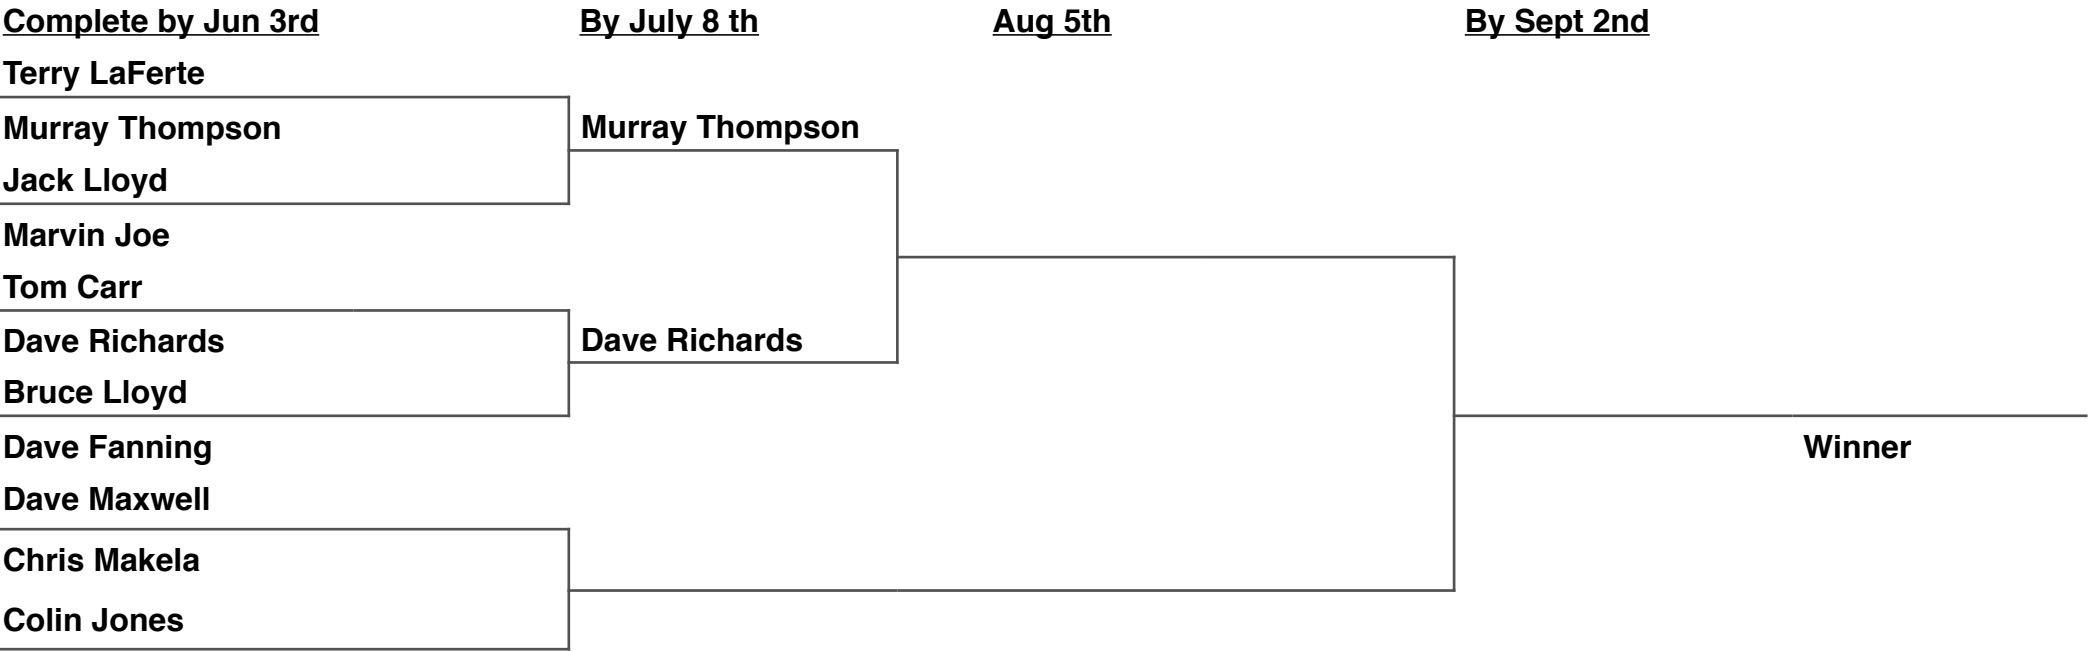 Complete by Jun 3rd By July 8 th Aug 5th By Sept 2nd
Terry LaFerte
Murray Thompson Murray Thompson
Jack Lloyd
Marvin Joe
Tom Carr
Dave Richards Dave Richards
Bruce Lloyd
Dave Fanning Winner
Dave Maxwell
Chris Makela
Colin Jones